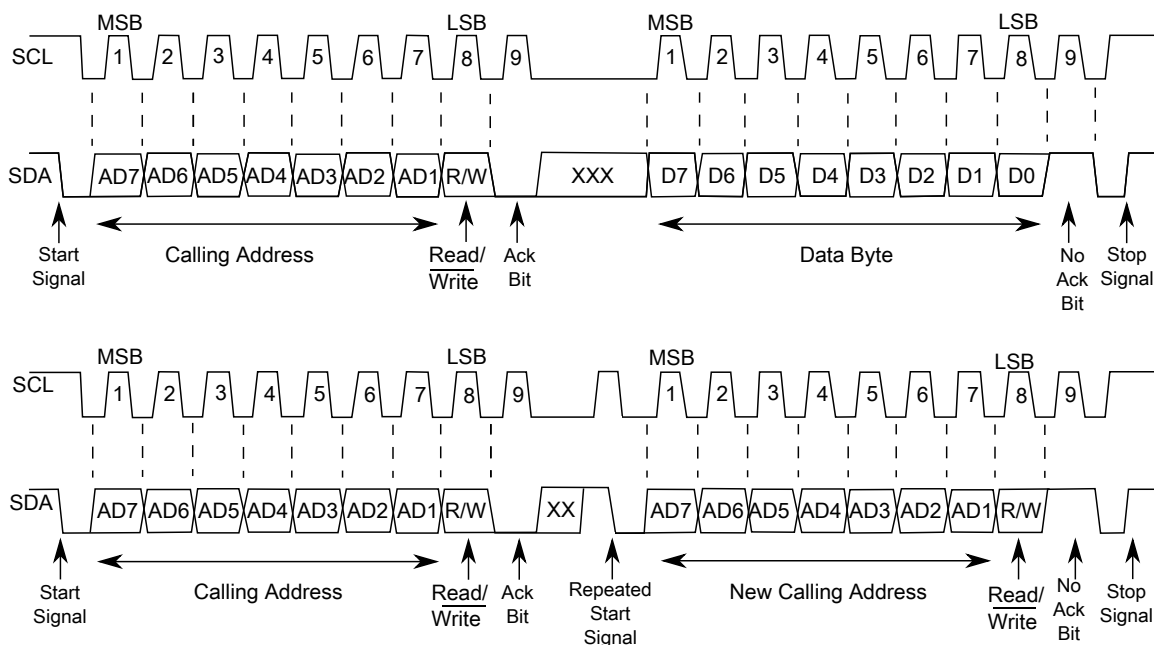 MSB LSB MSB LSB
SCL 1 2 3 4 5 6 7 8 9 1 2 3 4 5 6 7 8 9
SDA AD7 AD6 AD5 AD4 AD3 AD2 AD1 R/W XXX D7 D6 D5 D4 D3 D2 D1 D0
Start Signal
Calling Address
Read/
Write
Ack
Bit
Data Byte
No
Ack
Bit
Stop
Signal
MSB LSB MSB LSB
SCL 1 2 3 4 5 6 7 8 9 1 2 3 4 5 6 7 8 9
SDA AD7 AD6 AD5 AD4 AD3 AD2 AD1 R/W XX AD7 AD6 AD5 AD4 AD3 AD2 AD1 R/W
Start
Signal
Calling Address
Read/
Write
Ack
Bit
Repeated
Start
Signal
New Calling Address
Read/
Write
No
Ack
Bit
Stop
Signal